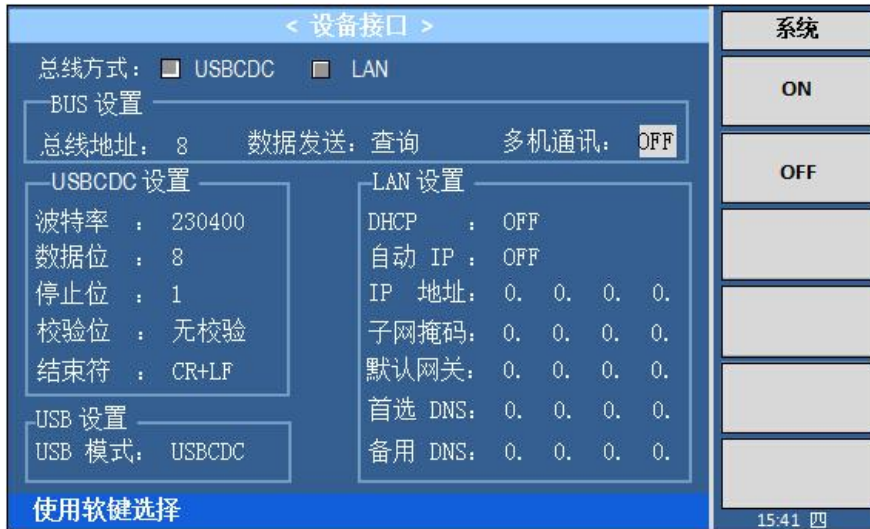 < 设备接口 >
总线方式: USBCDC LAN
BUS 设置
总线地址: 8 数据发送: 查询 多机通讯: OFF
USBCDC 设置
波特率 : 230400
数据位 : 8
停止位 : 1
校验位 : 无校验
结束符 : CR+LF
USB 设置
USB 模式: USBCDC
LAN 设置
DHCP : OFF
自动 IP : OFF
IP 地址: 0. 0. 0. 0.
子网掩码: 0. 0. 0. 0.
默认网关: 0. 0. 0. 0.
首选 DNS: 0. 0. 0. 0.
备用 DNS: 0. 0. 0. 0.
使用软键选择
系统
ON
OFF
15:41 四